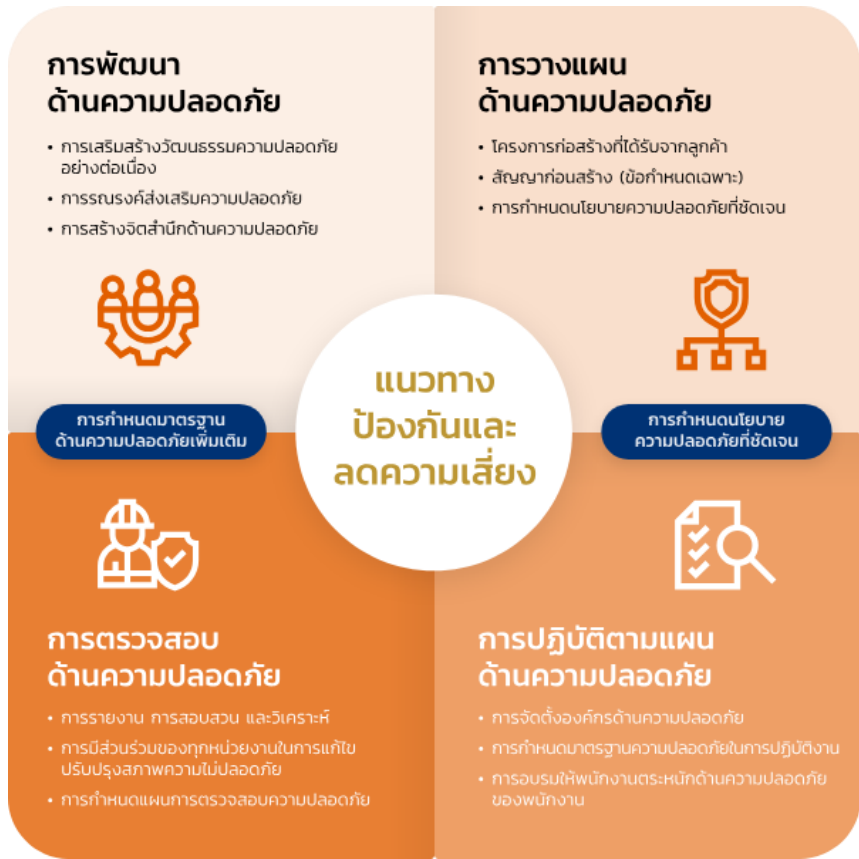 การพัฒนา
ด้านความปลอดภัย
• การเสริมสร้างวัฒนธรรมความปลอดภัย
อย่างต่อเนื่อง
• การรณรงค์ส่งเสริมความปลอดภัย
• การสร้างจิตสำนึกด้านความปลอดภัย
การวางแผน
ด้านความปลอดภัย
• โครงการก่อสร้างที่ได้รับจากลูกค้า
• สัญญาก่อนสร้าง (ข้อกำหนดเฉพาะ)
• การกำหนดนโยบายความปลอดภัยที่ชัดเจน
แนวทาง
ป้องกันและ
ลดความเสี่ยง
การกำหนดมาตรฐาน
ด้านความปลอดภัยเพิ่มเติม
การกำหนดนโยบาย
ความปลอดภัยที่ชัดเจน
การตรวจสอบ
ด้านความปลอดภัย
• การรายงาน การสอบสวน และวิเคราะห์
• การมีส่วนร่วมของทุกหน่วยงานในการแก้ไข
ปรับปรุงสภาพความไม่ปลอดภัย
• การกำหนดแผนการตรวจสอบความปลอดภัย
การปฏิบัติตามแผน
ด้านความปลอดภัย
• การจัดตั้งองค์กรด้านความปลอดภัย
• การกำหนดมาตรฐานความปลอดภัยในการปฏิบัติงาน
• การอบรมให้พนักงานตระหนักด้านความปลอดภัย
ของพนักงาน